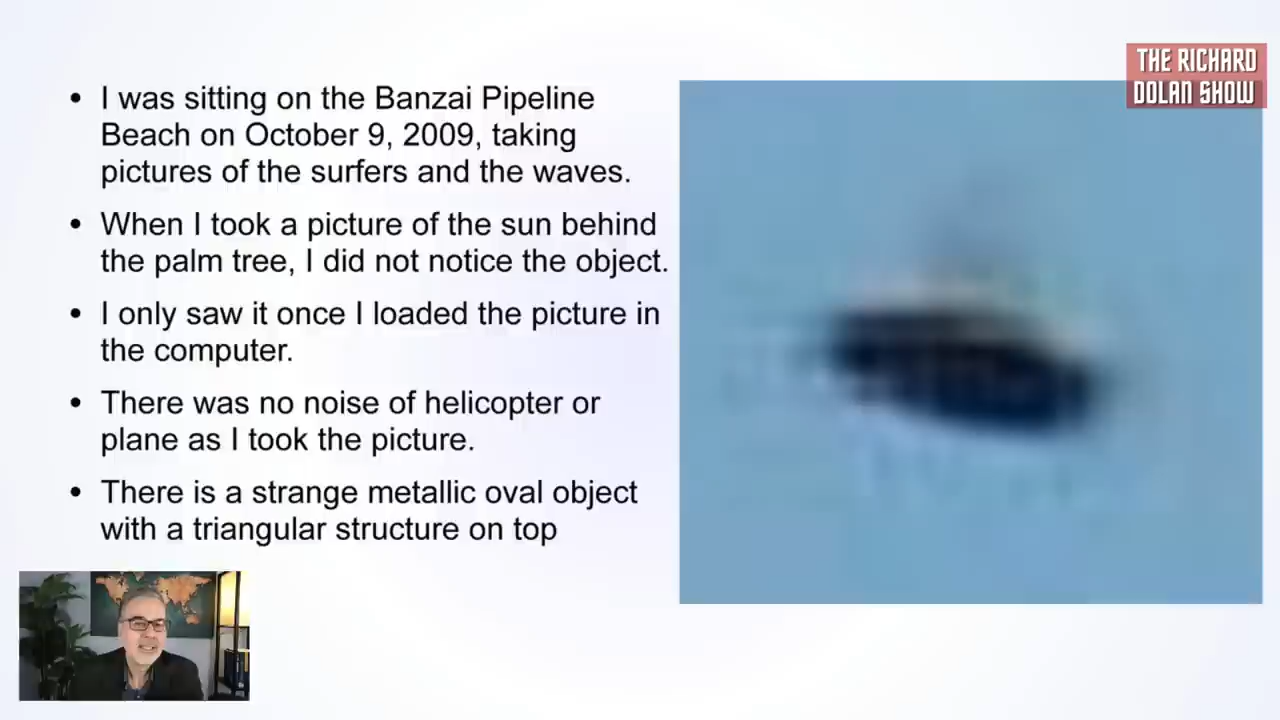 THE RICHARD
DOLAN SHOW
• I was sitting on the Banzai Pipeline
Beach on October 9, 2009, taking
pictures of the surfers and the waves.
• When I took a picture of the sun behind
the palm tree, I did not notice the object.
• I only saw it once I loaded the picture in
the computer.
• There was no noise of helicopter or
plane as I took the picture.
• There is a strange metallic oval object
with a triangular structure on top